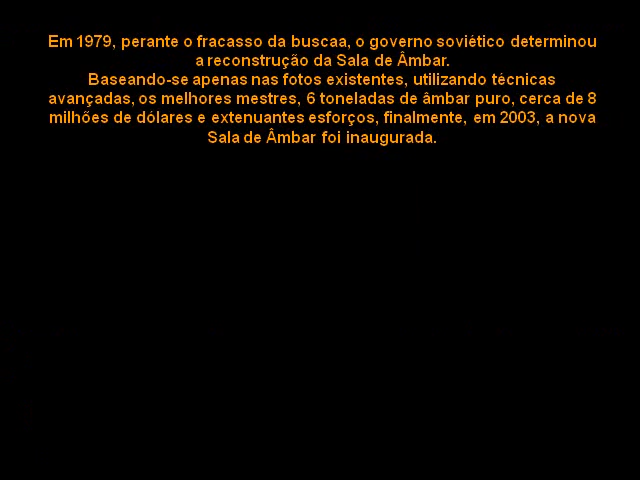 Em 1979, perante o fracasso da buscaa, o governo soviético determinou
a reconstrução da Sala de Âmbar.
Baseando-se apenas nas fotos existentes, utilizando técnicas
avançadas, os melhores mestres, 6 toneladas de âmbar puro, cerca de 8
milhões de dólares e extenuantes esforços, finalmente, em 2003, a nova
Sala de Âmbar foi inaugurada.